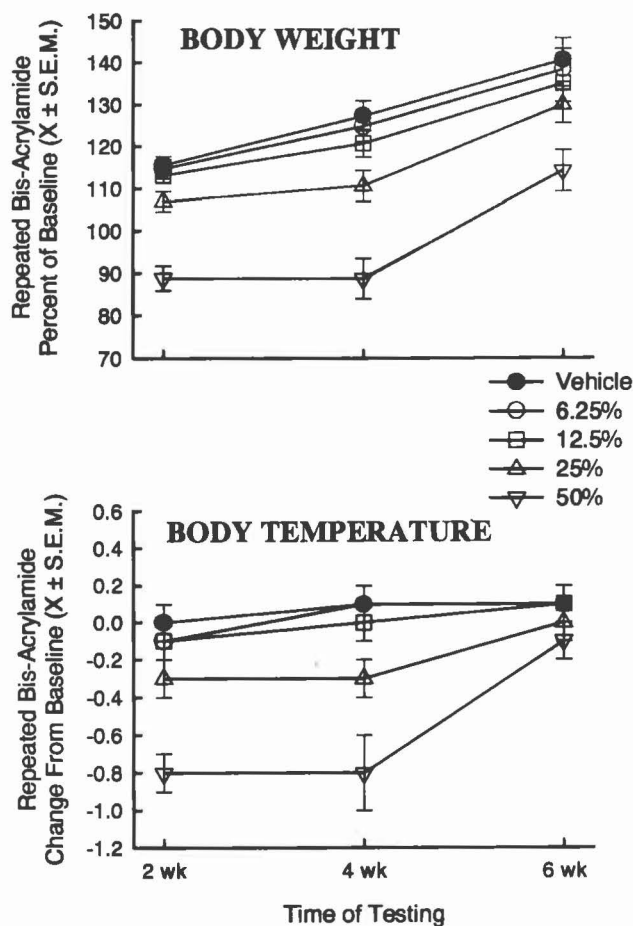 BODY WEIGHT
Repeated Bis-Acrylamide
Percent of Baseline (X ± S.E.M.)
150
140
130
120
110
100
90
80
70
Vehicle
6.25%
12.5%
25%
50%
BODY TEMPERATURE
Repeated Bis-Acrylamide
Change From Baseline (X ± S.E.M.)
0.6
0.4
0.2
0.0
-0.2
-0.4
-0.6
-0.8
-1.0
-1.2
2 wk 4 wk 6 wk
Time of Testing